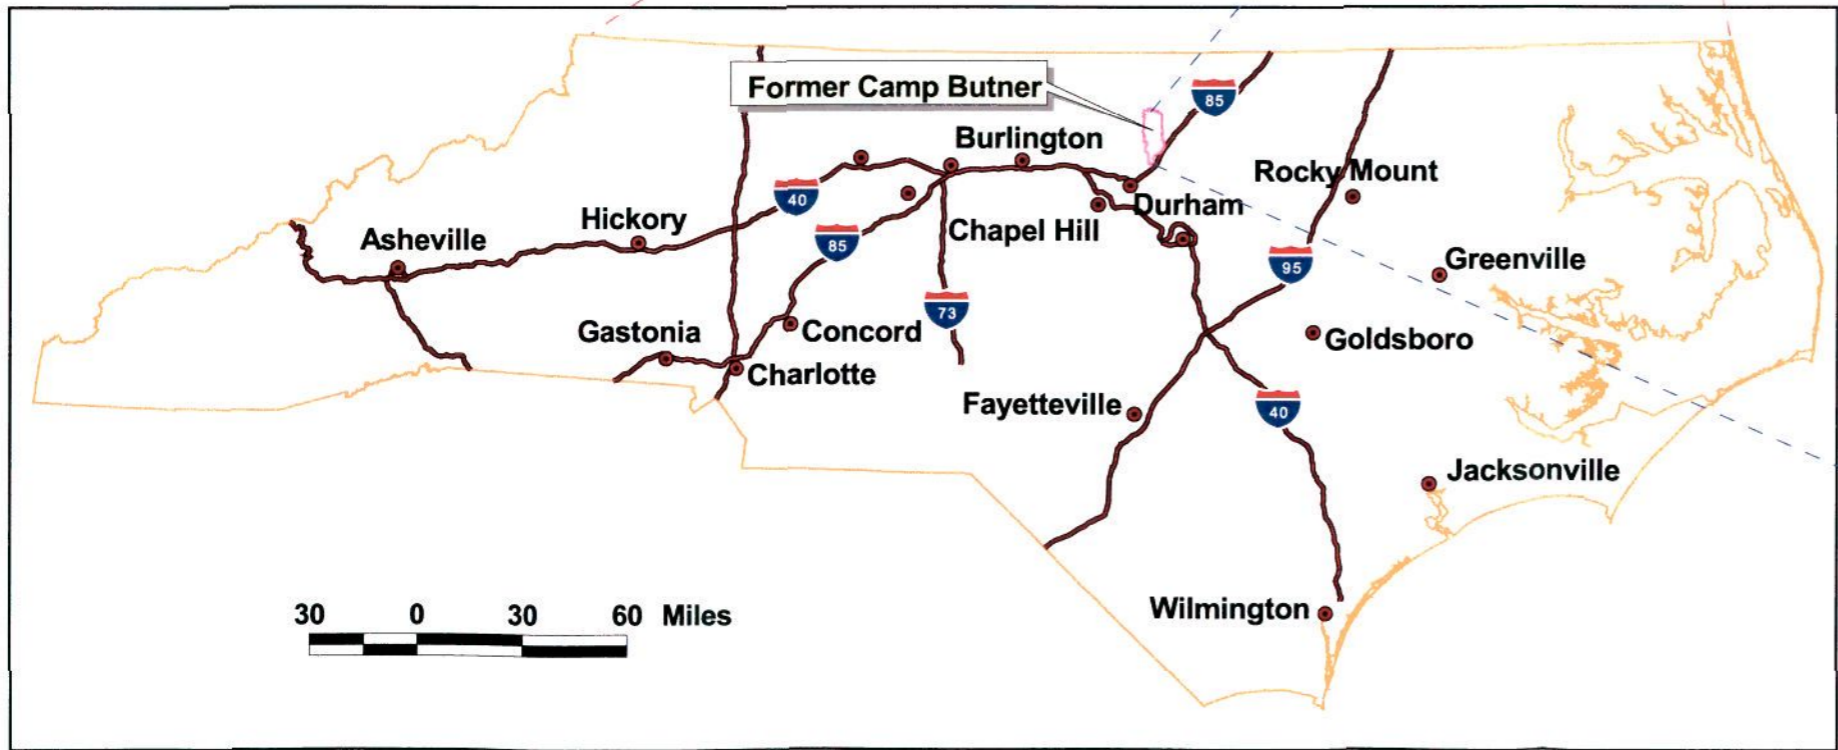 Former Camp Butner
85
Burlington
Rocky Mount
40
Hickory
Durham
Asheville
85
Chapel Hill
Greenville
95
73
Gastonia
Concord
Goldsboro
Charlotte
Fayetteville
40
Jacksonville
Wilmington
30 0 30 60 Miles